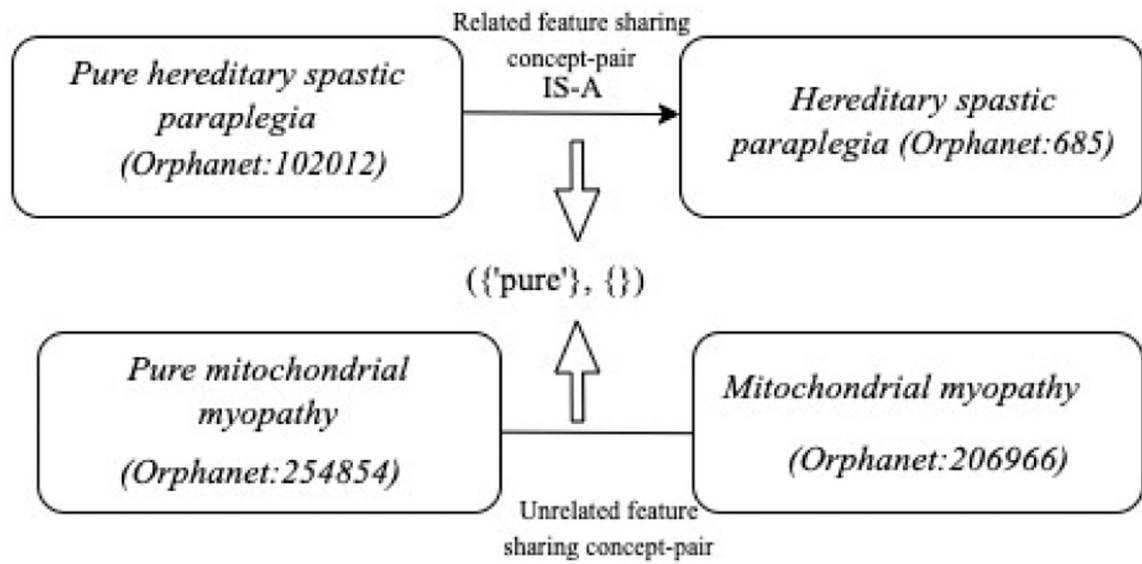 Related feature sharing
concept-pair
IS-A
Pure hereditary spastic
paraplegia
(Orphanet:102012)
Hereditary spastic
paraplegia (Orphanet:685)
({'pure'}, {})
Pure mitochondrial
myopathy
(Orphanet:254854)
Mitochondrial myopathy
(Orphanet:206966)
Unrelated feature
sharing concept-pair